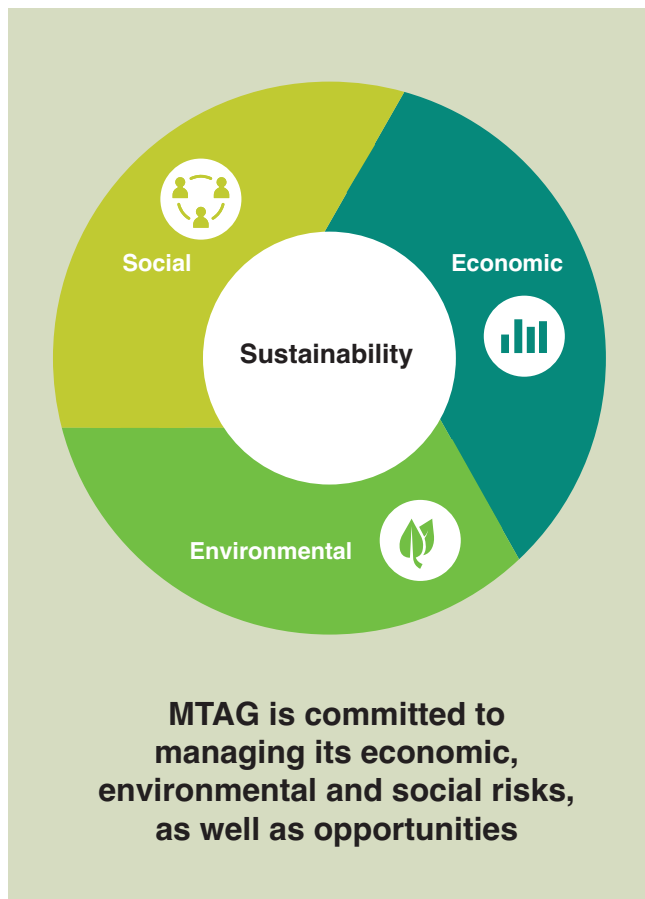 Social
Economic
Sustainability
Environmental
MTAG is committed to
managing its economic,
environmental and social risks,
as well as opportunities